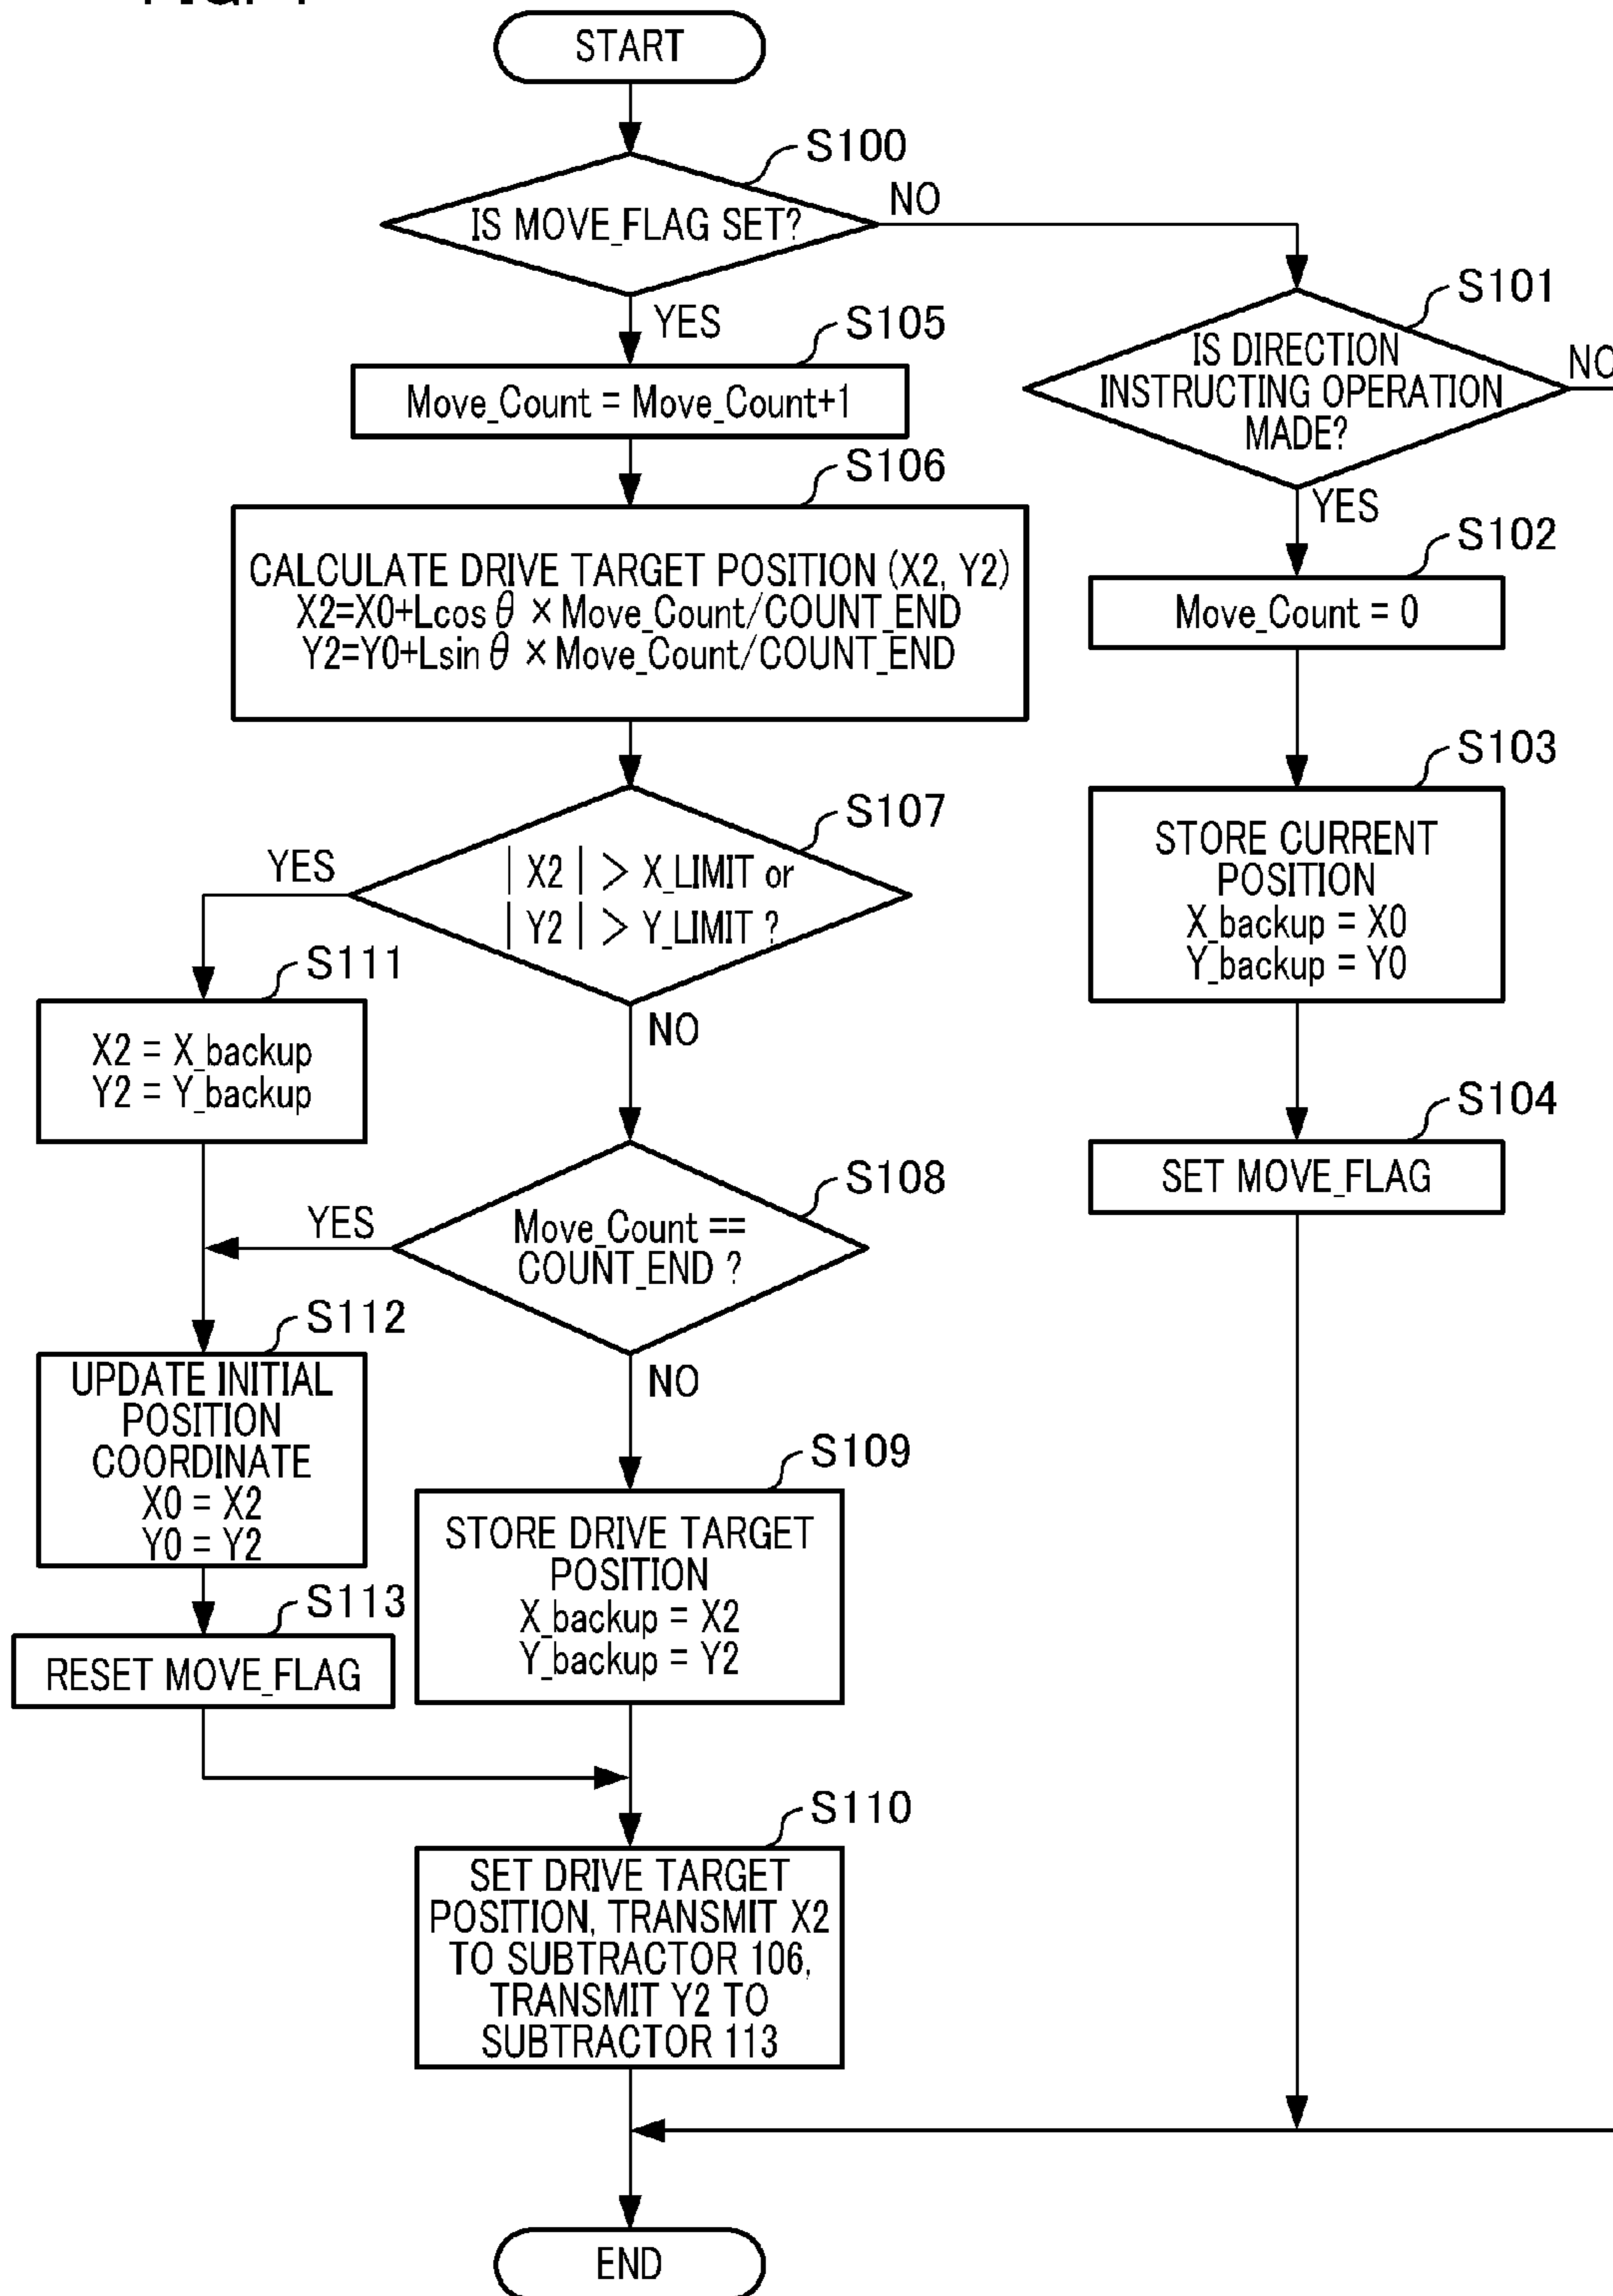 START
S100
IS MOVE_FLAG SET?
NO
YES
S105
Move_Count = Move_Count+1
S106
CALCULATE DRIVE TARGET POSITION (X2, Y2)
X2=X0+Lcos θ × Move_Count/COUNT_END
Y2=Y0+Lsin θ × Move_Count/COUNT_END
S107
| X2 | > X_LIMIT or
| Y2 | > Y_LIMIT ?
YES
NO
S111
X2 = X_backup
Y2 = Y_backup
S108
Move_Count ==
COUNT_END ?
YES
NO
S112
UPDATE INITIAL
POSITION
COORDINATE
X0 = X2
Y0 = Y2
S113
RESET MOVE_FLAG
S109
STORE DRIVE TARGET
POSITION
X_backup = X2
Y_backup = Y2
S110
SET DRIVE TARGET
POSITION, TRANSMIT X2
TO SUBTRACTOR 106,
TRANSMIT Y2 TO
SUBTRACTOR 113
END
S101
IS DIRECTION
INSTRUCTING OPERATION
MADE?
NO
YES
S102
Move_Count = 0
S103
STORE CURRENT
POSITION
X_backup = X0
Y_backup = Y0
S104
SET MOVE_FLAG